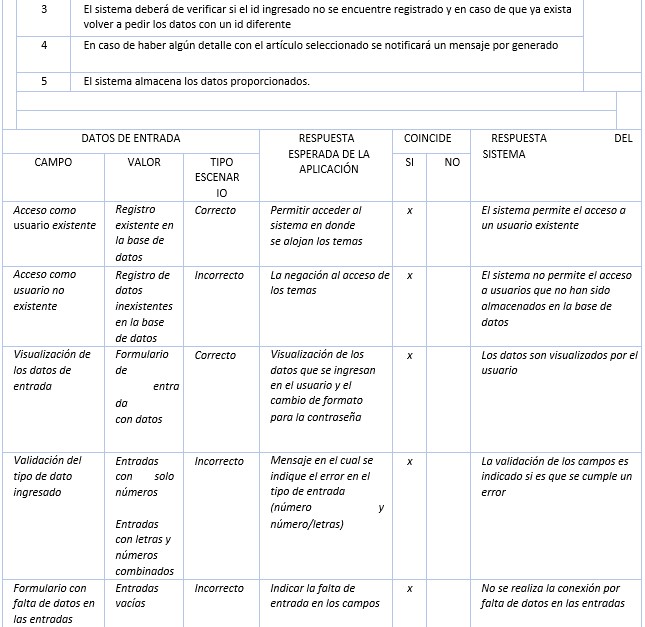 3 El sistema deberá de verificar si el id ingresado no se encuentre registrado y en caso de que ya exista
volver a pedir los datos con un id diferente
4 En caso de haber algún detalle con el artículo seleccionado se notificará un mensaje por generado
5 El sistema almacena los datos proporcionados.
DATOS DE ENTRADA
RESPUESTA
ESPERADA DE LA
APLICACIÓN
COINCIDE
RESPUESTA DEL
SISTEMA
CAMPO
VALOR
TIPO
ESCENAR
IO
SI
NO
Acceso como
usuario existente
Registro
existente en
la base de
datos
Correcto
Permitir acceder al
sistema en donde
se alojan los temas
x
El sistema permite el acceso a
un usuario existente
Acceso como
usuario no
existente
Registro de
datos
inexistentes
en la base
de datos
Incorrecto
La negación al acceso de
los temas
x
El sistema no permite el acceso
a usuarios que no han sido
almacenados en la base de
datos
Visualización de
los datos de
entrada
Formulario
de
entra
da
con datos
Correcto
Visualización de los
datos que se ingresan
en el usuario y el
cambio de formato
para la contraseña
x
Los datos son visualizados por el
usuario
Validación del
tipo de dato
ingresado
Entradas
con solo
números
Entradas
con letras y
números
combinados
Incorrecto
Mensaje en el cual se
indique el error en el
tipo de entrada
(número y
número/letras)
x
La validación de los campos es
indicado si es que se cumple un
error
Formulario con
falta de datos en
las entradas
Entradas
vacías
Incorrecto
Indicar la falta de
entrada en los campos
x
No se realiza la conexión por
falta de datos en las entradas